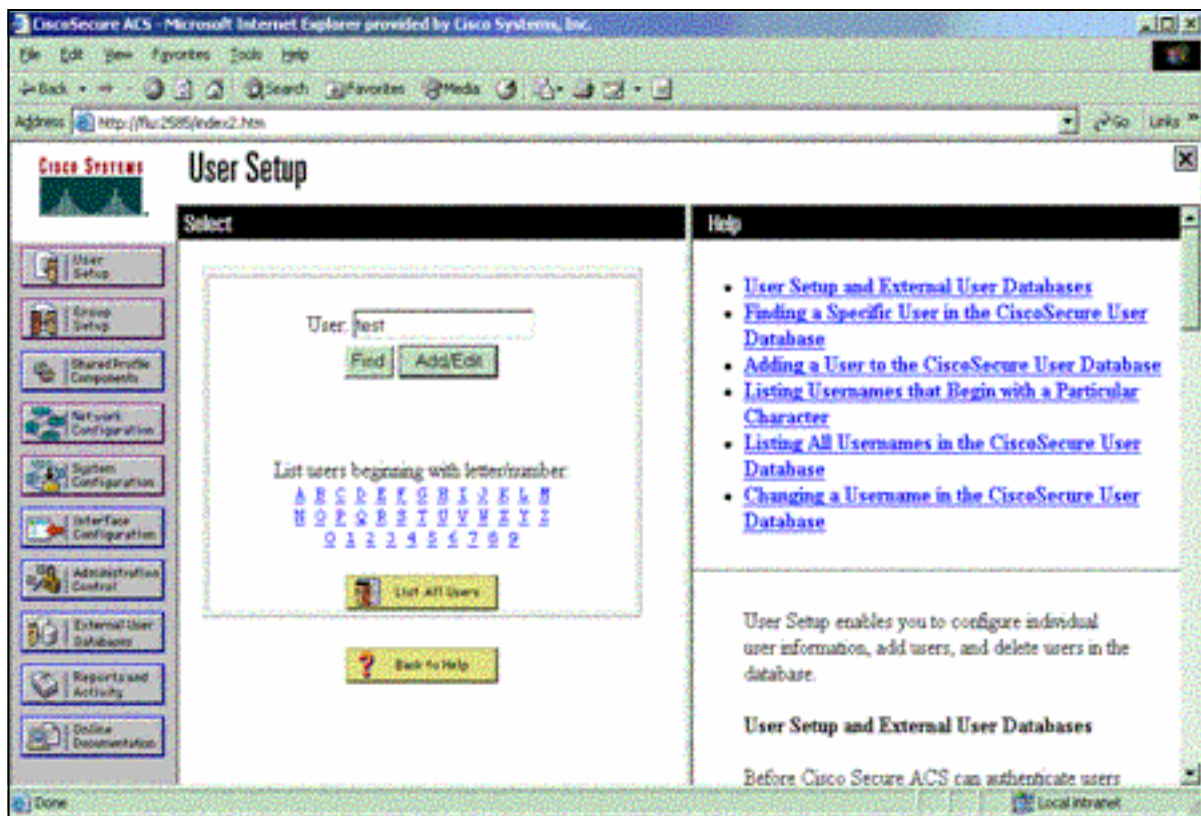 CiscoSecure ACS - Microsoft Internet Explorer provided by Cisco Systems, Inc.
File Edit View Favorites Tools Help
Back Search Favorites Media
Address http://flu:2585/index2.htm Go Links »
CISCO SYSTEMS
User Setup
User Setup
Group Setup
Shared Profile Components
Network Configuration
System Configuration
Interface Configuration
Administration Control
External User Databases
Reports and Activity
Online Documentation
Select
User: test
Find Add/Edit
List users beginning with letter/number:
A B C D E F G H I J K L M
N O P Q R S T U V W X Y Z
0 1 2 3 4 5 6 7 8 9
List All Users
Back to Help
Help
• User Setup and External User Databases
• Finding a Specific User in the CiscoSecure User
Database
• Adding a User to the CiscoSecure User Database
• Listing Usernames that Begin with a Particular
Character
• Listing All Usernames in the CiscoSecure User
Database
• Changing a Username in the CiscoSecure User
Database
User Setup enables you to configure individual
user information, add users, and delete users in the
database.
User Setup and External User Databases
Before Cisco Secure ACS can authenticate users
Done
Local intranet